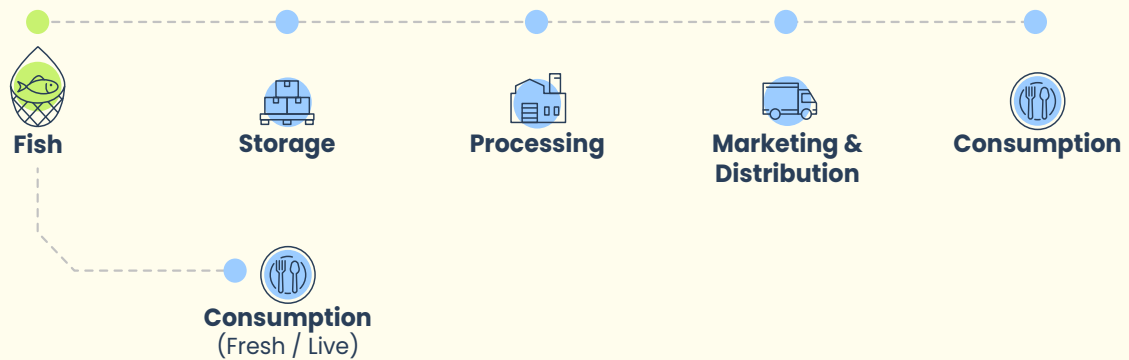 Fish
Storage
Processing
Marketing &
Distribution
Consumption
Consumption
(Fresh / Live)